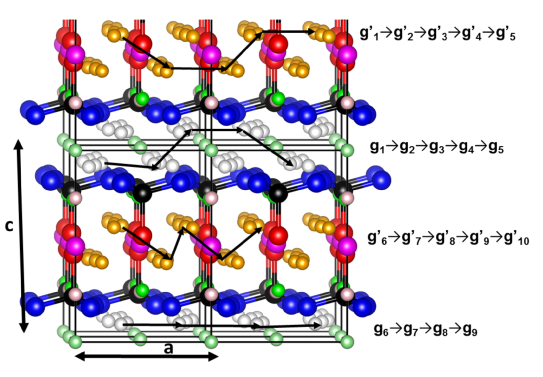 g'₁→g'₂→g'₃→g'₄→g'₅
g₁→g₂→g₃→g₄→g₅
c
g'₆→g'₇→g'₈→g'₉→g'₁₀
g₆→g₇→g₈→g₉
a